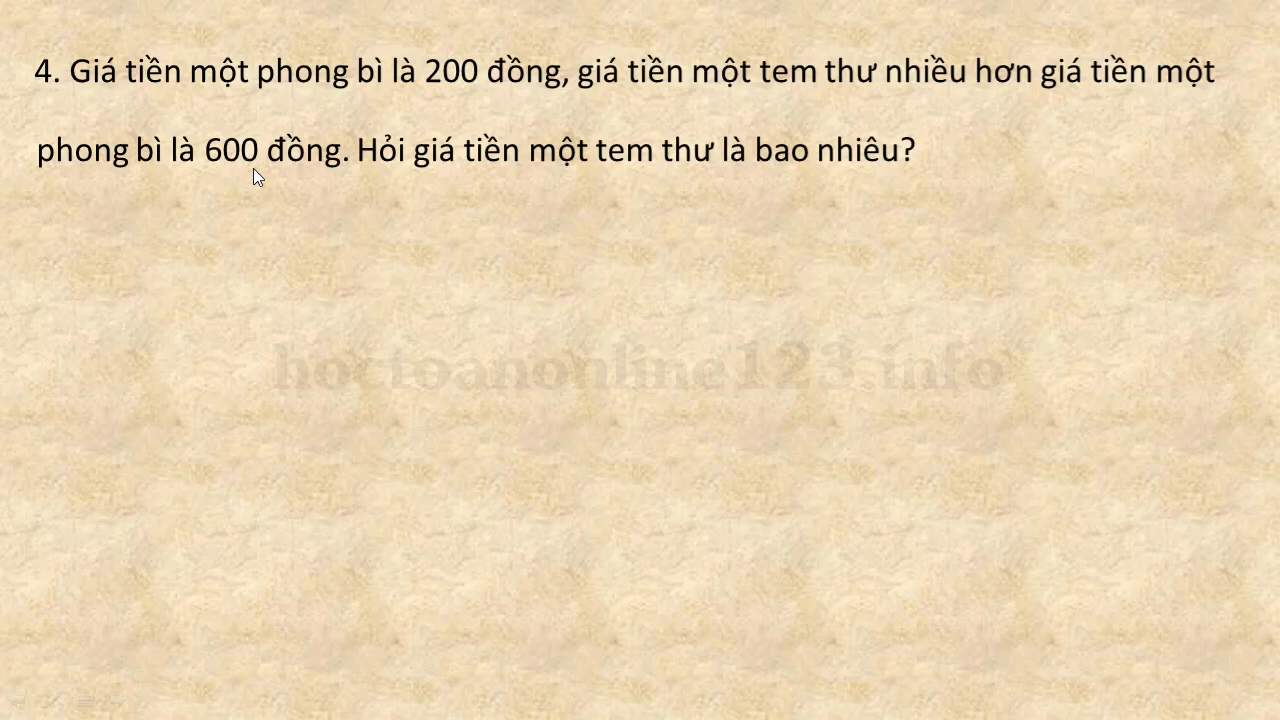 4. Giá tiền một phong bì là 200 đồng, giá tiền một tem thư nhiều hơn giá tiền một
phong bì là 600 đồng. Hỏi giá tiền một tem thư là bao nhiêu?
hoctoanonline123.info